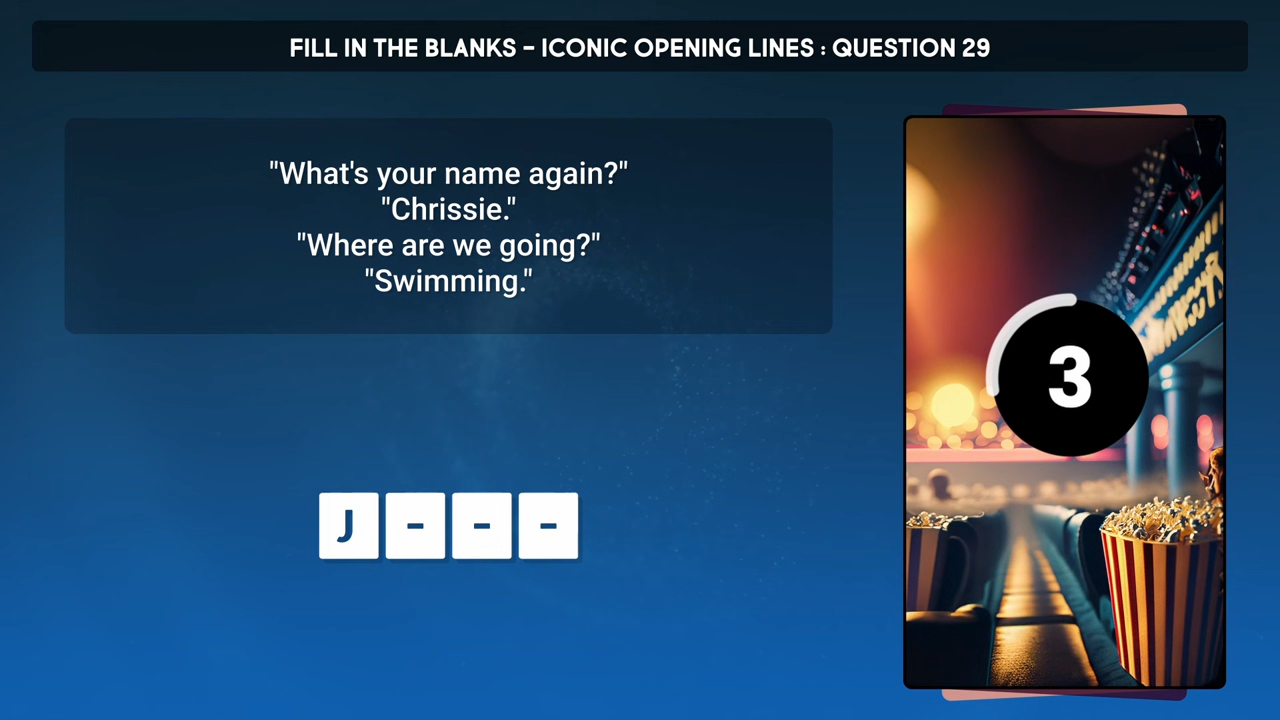 FILL IN THE BLANKS – ICONIC OPENING LINES : QUESTION 29
"What's your name again?"
"Chrissie."
"Where are we going?"
"Swimming."
3
J - - -